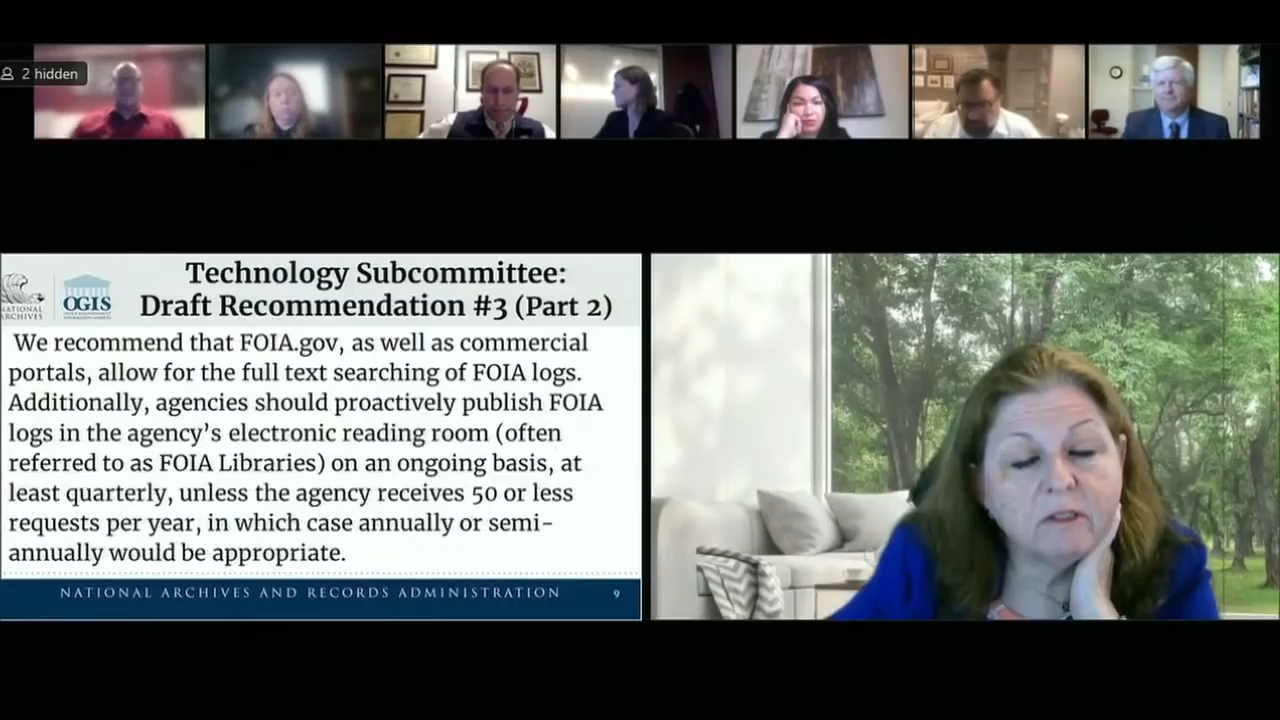 2 hidden
Technology Subcommittee:
Draft Recommendation #3 (Part 2)
NATIONAL
ARCHIVES
OGIS
We recommend that FOIA.gov, as well as commercial
portals, allow for the full text searching of FOIA logs.
Additionally, agencies should proactively publish FOIA
logs in the agency's electronic reading room (often
referred to as FOIA Libraries) on an ongoing basis, at
least quarterly, unless the agency receives 50 or less
requests per year, in which case annually or semi-
annually would be appropriate.
NATIONAL ARCHIVES AND RECORDS ADMINISTRATION 9